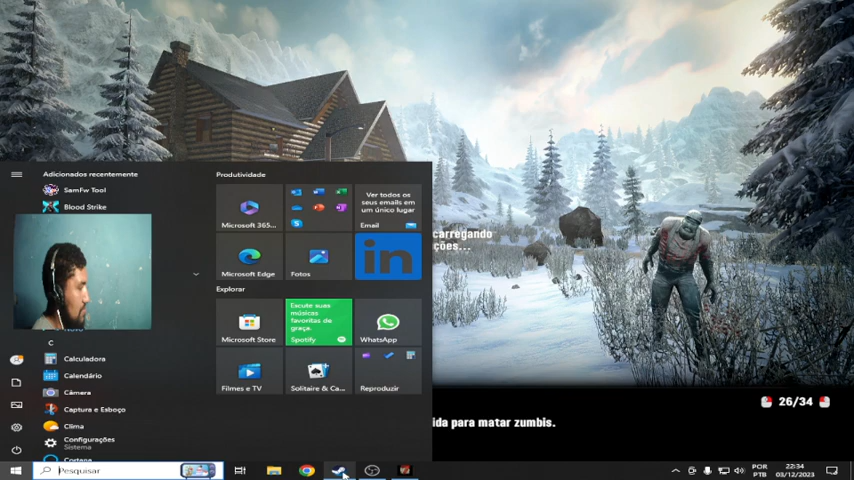 Adicionados recentemente
SamFw Tool
Blood Strike
C
Calculadora
Calendário
Câmera
Captura e Esboço
Clima
Configurações
Sistema
Cortana
Produtividade
Microsoft 365...
Ver todos os
seus emails em
um único lugar
Email
Microsoft Edge
Fotos
in
Explorar
Microsoft Store
Escute suas
músicas
favoritas de
graça.
Spotify
WhatsApp
Filmes e TV
Solitaire & Ca...
Reproduzir
carregando
ções...
26/34
ida para matar zumbis.
Pesquisar
POR
PTB
22:34
03/12/2023